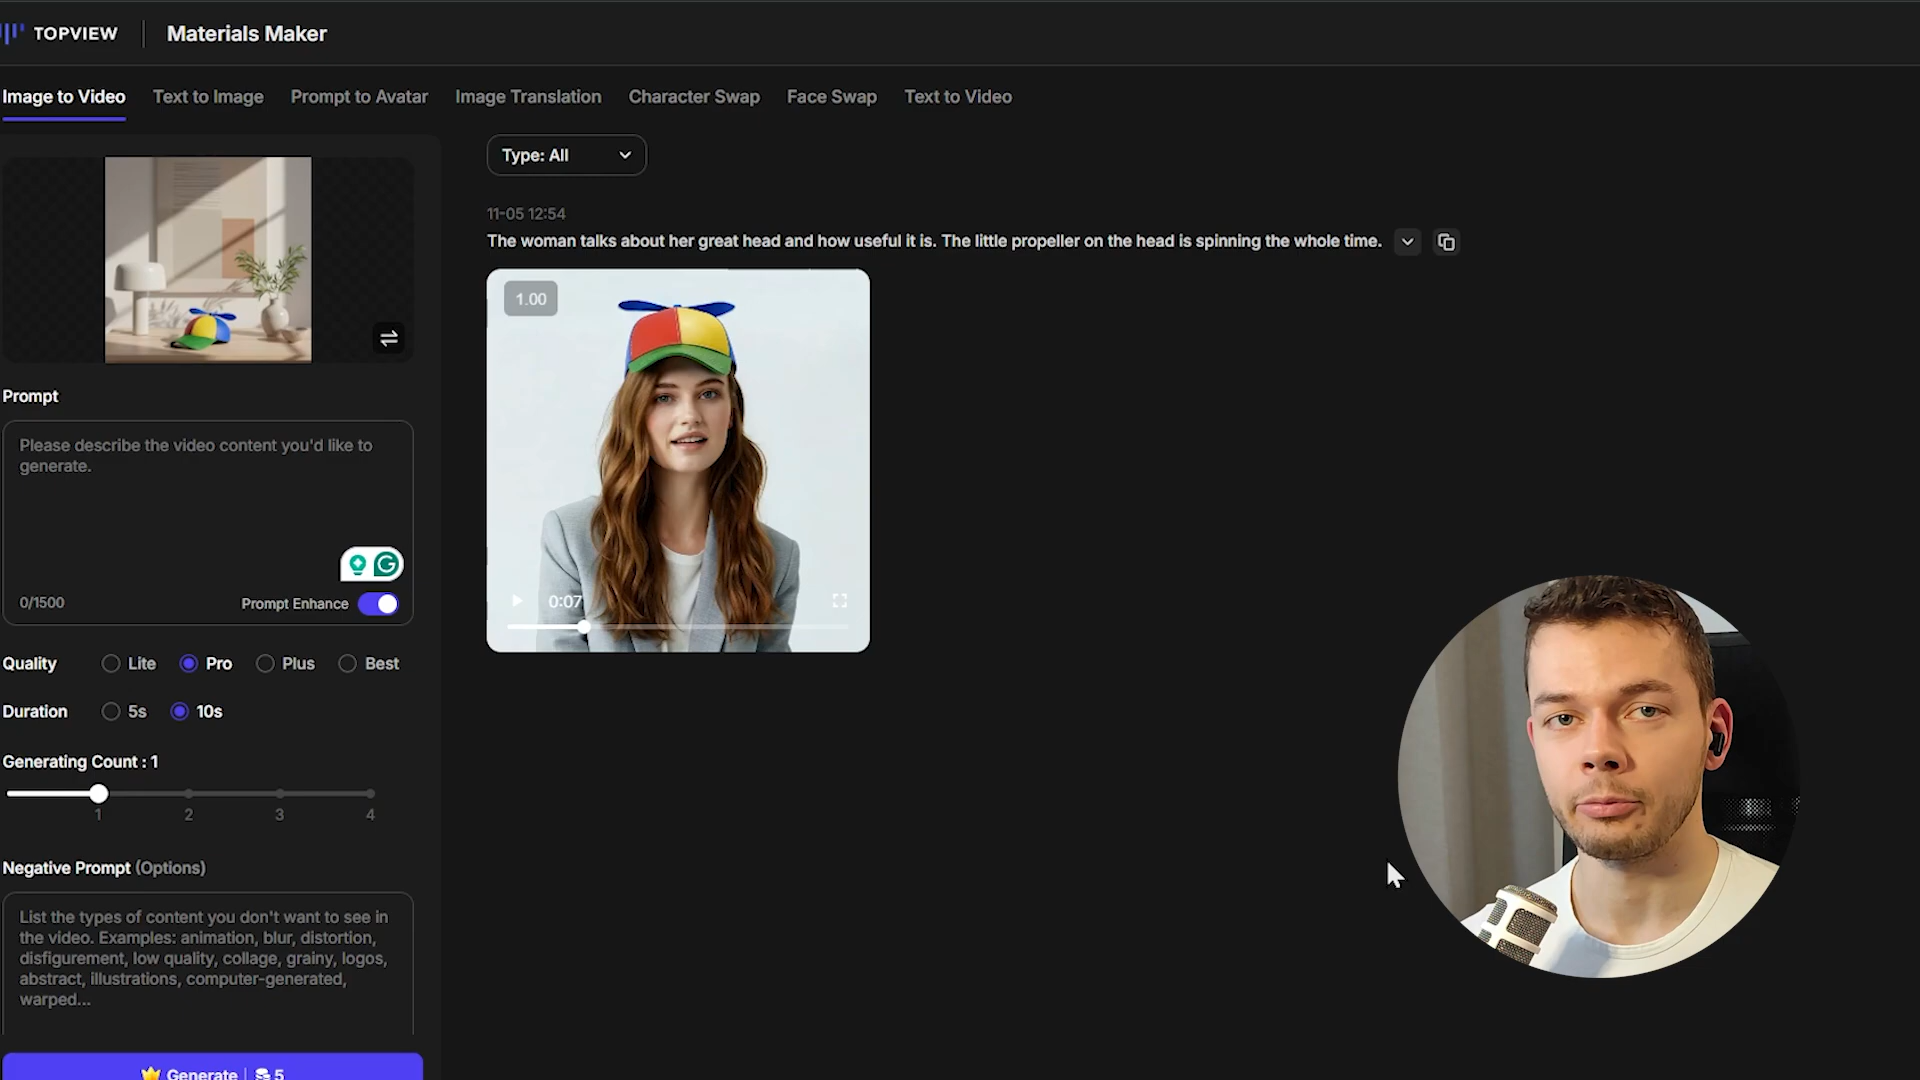 TOPVIEW
Materials Maker
Image to Video
Text to Image
Prompt to Avatar
Image Translation
Character Swap
Face Swap
Text to Video
Type: All
11-05 12:54
The woman talks about her great head and how useful it is. The little propeller on the head is spinning the whole time.
1.00
0:07
Prompt
Please describe the video content you'd like to
generate.
0/1500
Prompt Enhance
Quality
Lite
Pro
Plus
Best
Duration
5s
10s
Generating Count : 1
1
2
3
4
Negative Prompt (Options)
List the types of content you don't want to see in
the video. Examples: animation, blur, distortion,
disfigurement, low quality, collage, grainy, logos,
abstract, illustrations, computer-generated,
warped...
Generate
5